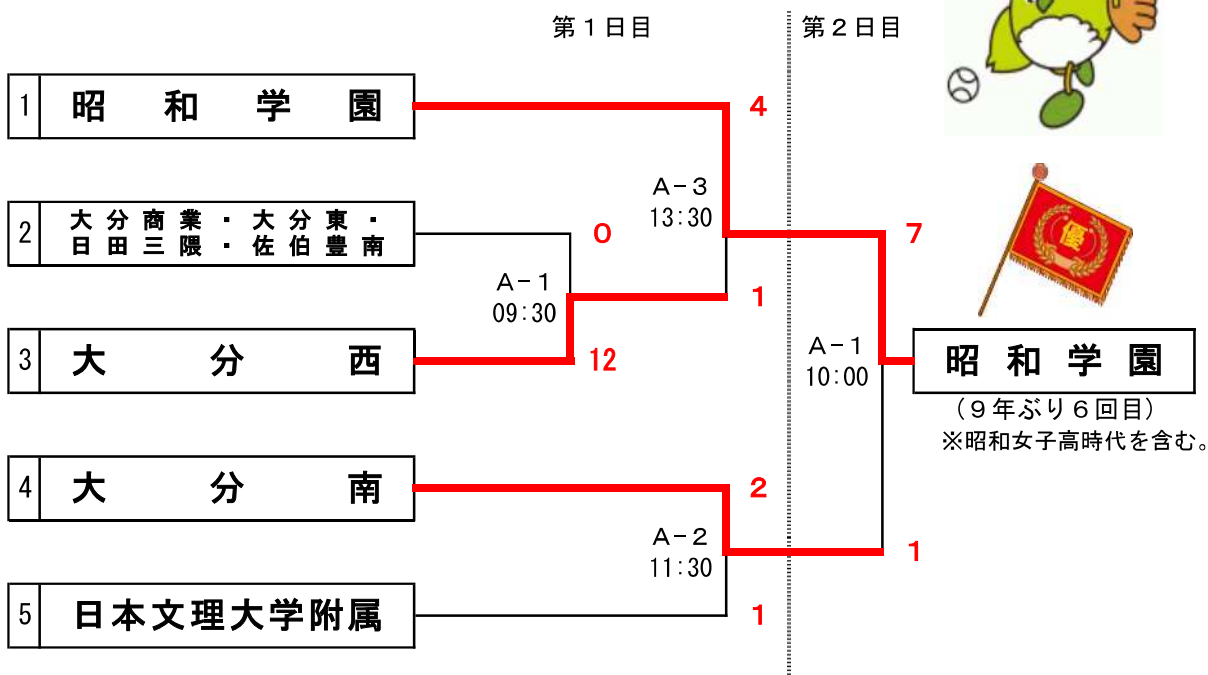 第１日目
第２日目
1 昭和学園
4
A-3
13:30
2 大分商業・大分東・
日田三隈・佐伯豊南
0
7
A-1
09:30
1
3 大分西
12
A-1
10:00
優
昭和学園
（９年ぶり６回目）
※昭和女子高時代を含む。
4 大分南
2
A-2
11:30
1
5 日本文理大学附属
1